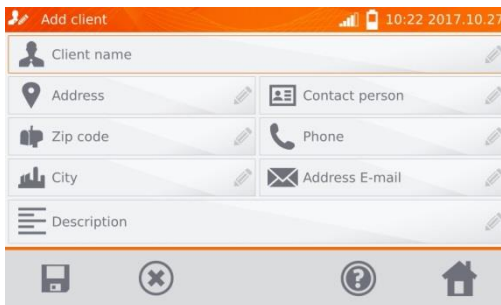 Add client 10:22 2017.10.27
Client name
Address Contact person
Zip code Phone
City Address E-mail
Description